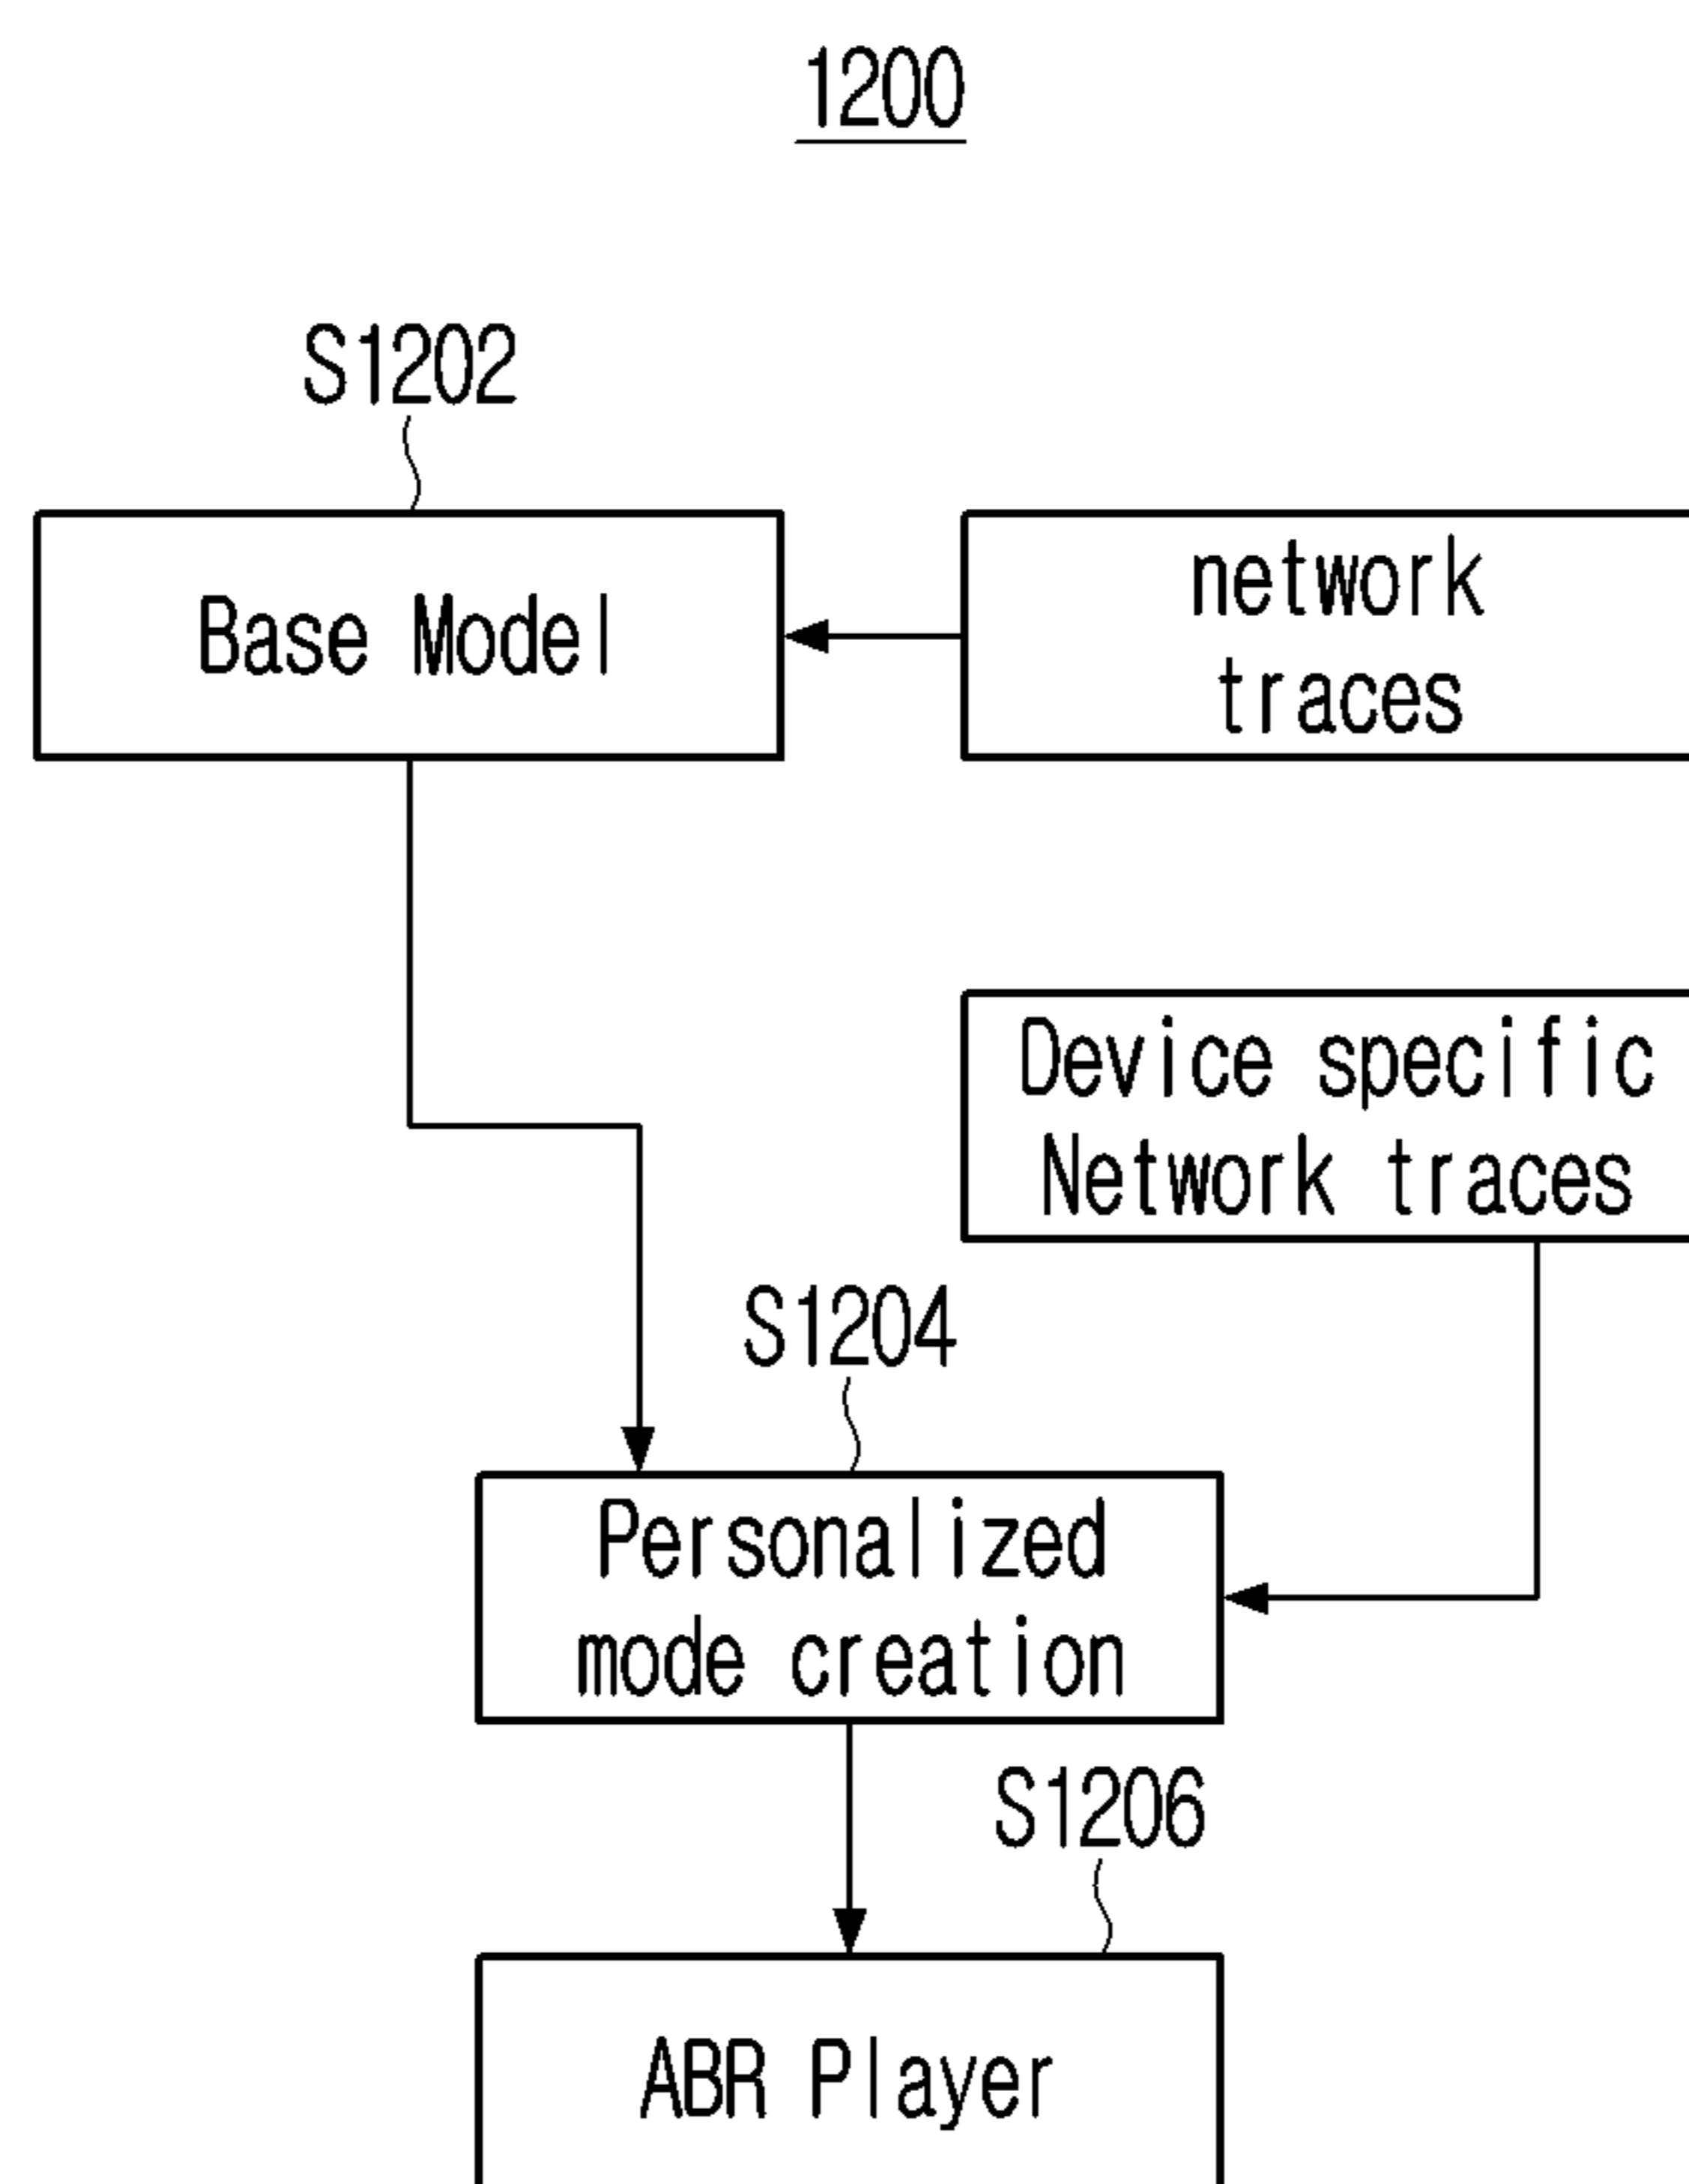 1200
S1202
Base Model
network
traces
Device specific
Network traces
S1204
Personalized
mode creation
S1206
ABR Player